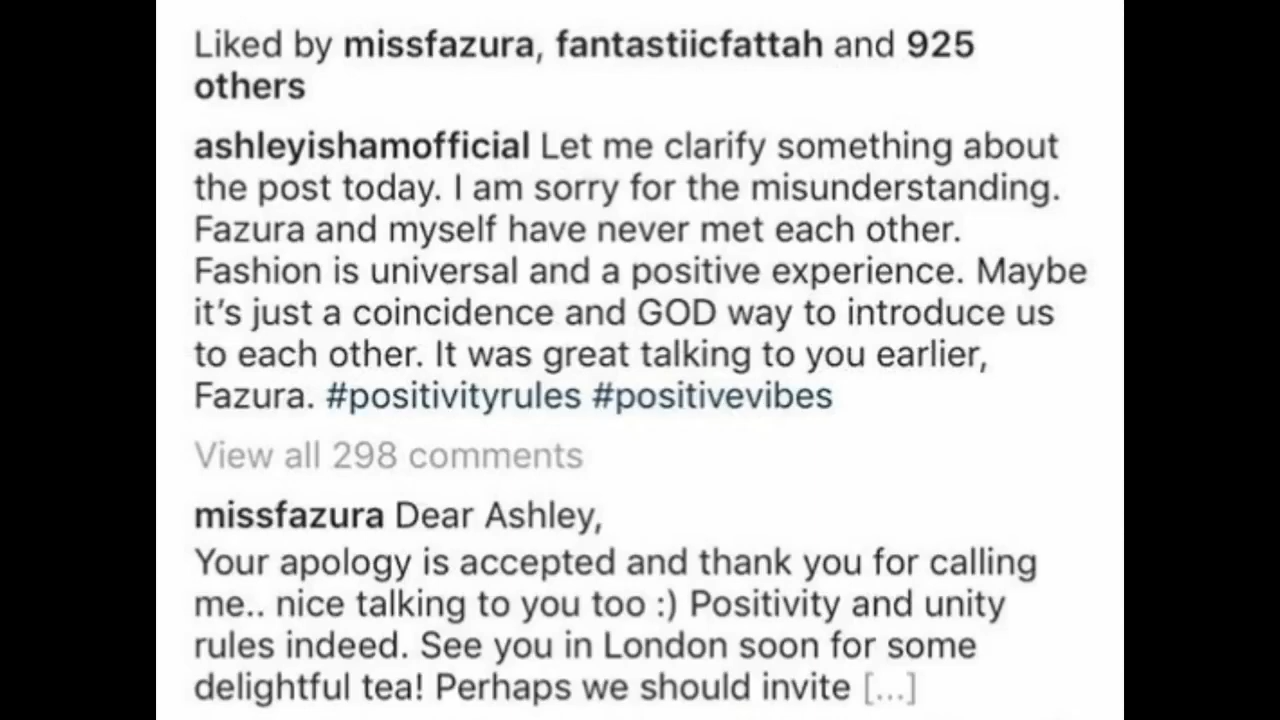 Liked by missfazura, fantastiicfattah and 925
others
ashleyishamofficial Let me clarify something about
the post today. I am sorry for the misunderstanding.
Fazura and myself have never met each other.
Fashion is universal and a positive experience. Maybe
it's just a coincidence and GOD way to introduce us
to each other. It was great talking to you earlier,
Fazura. #positivityrules #positivevibes
View all 298 comments
missfazura Dear Ashley,
Your apology is accepted and thank you for calling
me.. nice talking to you too :) Positivity and unity
rules indeed. See you in London soon for some
delightful tea! Perhaps we should invite [...]